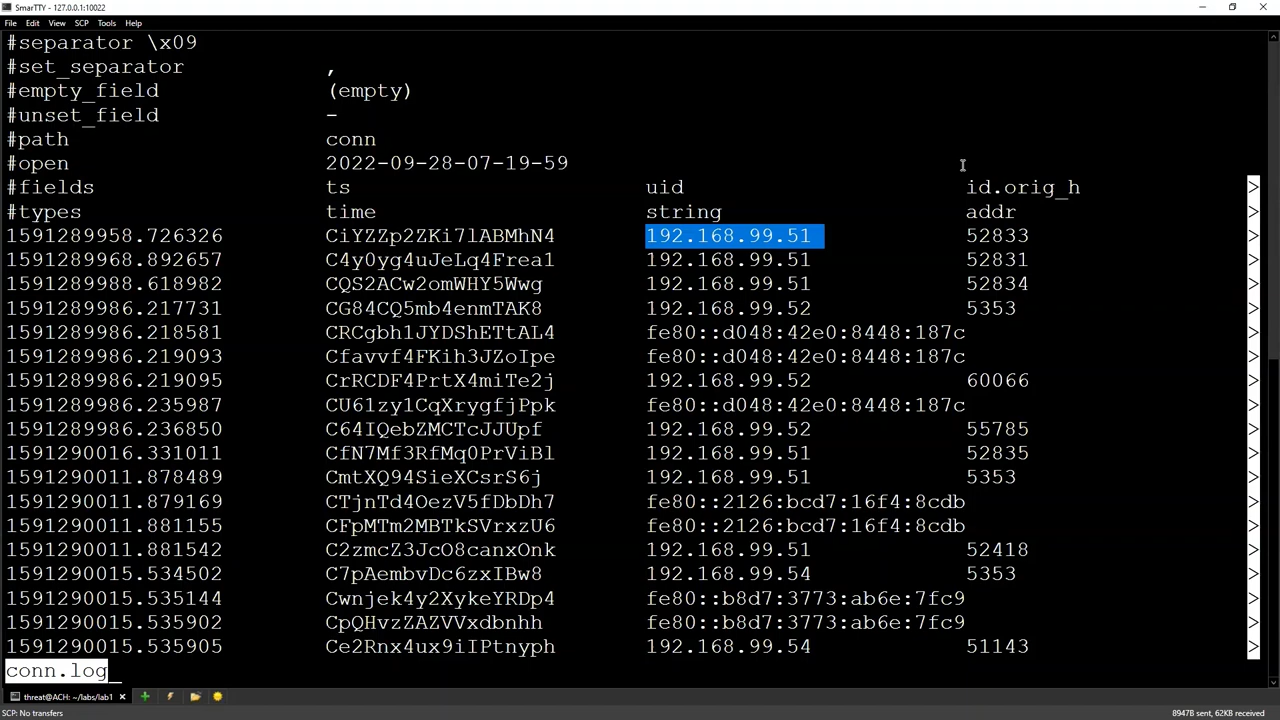 SmarTTY - 127.0.0.1:10022
File Edit View SCP Tools Help
#separator \x09
#set_separator ,
#empty_field (empty)
#unset_field -
#path conn
#open 2022-09-28-07-19-59
#fields ts uid id.orig_h >
#types time string addr >
1591289958.726326 CiYZZp2ZKi7lABMhN4 192.168.99.51 52833 >
1591289968.892657 C4y0yg4uJeLq4Frea1 192.168.99.51 52831 >
1591289988.618982 CQS2ACw2omWHY5Wwg 192.168.99.51 52834 >
1591289986.217731 CG84CQ5mb4enmTAK8 192.168.99.52 5353 >
1591289986.218581 CRCgbh1JYDShETtAL4 fe80::d048:42e0:8448:187c >
1591289986.219093 Cfavvf4FKih3JZoIpe fe80::d048:42e0:8448:187c >
1591289986.219095 CrRCDF4PrtX4miTe2j 192.168.99.52 60066 >
1591289986.235987 CU61zy1CqXrygfjPpk fe80::d048:42e0:8448:187c >
1591289986.236850 C64IQebZMCTcJJUpf 192.168.99.52 55785 >
1591290016.331011 CfN7Mf3RfMq0PrViBl 192.168.99.51 52835 >
1591290011.878489 CmtXQ94SieXCsrS6j 192.168.99.51 5353 >
1591290011.879169 CTjnTd4OezV5fDbDh7 fe80::2126:bcd7:16f4:8cdb >
1591290011.881155 CFpMTm2MBTkSVrxzU6 fe80::2126:bcd7:16f4:8cdb >
1591290011.881542 C2zmcZ3JcO8canxOnk 192.168.99.51 52418 >
1591290015.534502 C7pAembvDc6zxIBw8 192.168.99.54 5353 >
1591290015.535144 Cwnjek4y2XykeYRDp4 fe80::b8d7:3773:ab6e:7fc9 >
1591290015.535902 CpQHvzZAZVVxdbnhh fe80::b8d7:3773:ab6e:7fc9 >
1591290015.535905 Ce2Rnx4ux9iIPtnyph 192.168.99.54 51143 >
conn.log
threat@ACH: ~/labs/lab1
SCP: No transfers 8947B sent, 62KB received